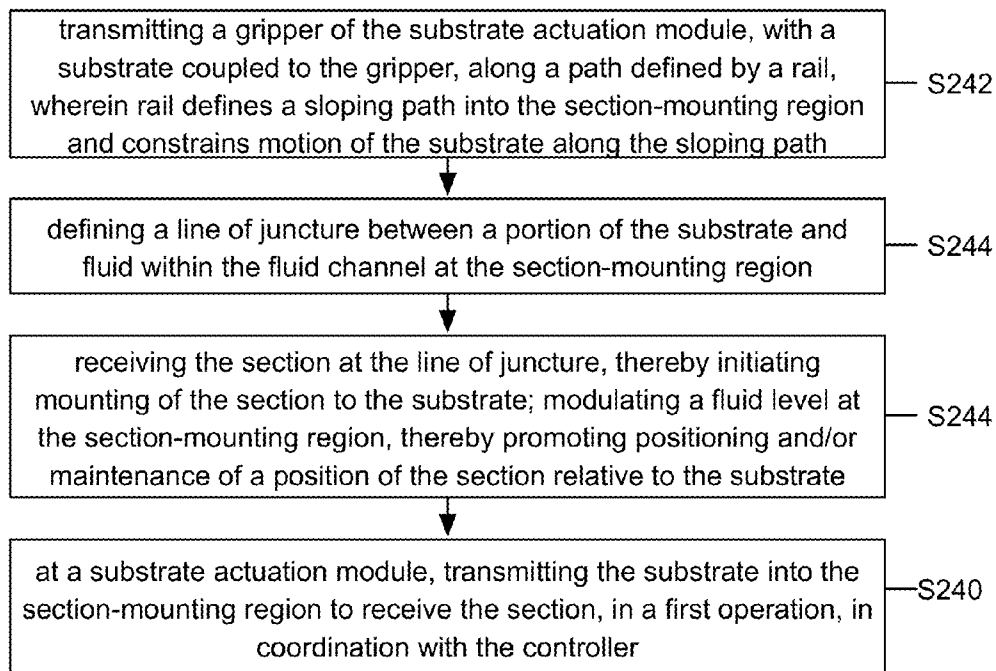 transmitting a gripper of the substrate actuation module, with a
substrate coupled to the gripper, along a path defined by a rail,
wherein rail defines a sloping path into the section-mounting region
and constrains motion of the substrate along the sloping path
S242
defining a line of juncture between a portion of the substrate and
fluid within the fluid channel at the section-mounting region
S244
receiving the section at the line of juncture, thereby initiating
mounting of the section to the substrate; modulating a fluid level at
the section-mounting region, thereby promoting positioning and/or
maintenance of a position of the section relative to the substrate
S244
at a substrate actuation module, transmitting the substrate into the
section-mounting region to receive the section, in a first operation, in
coordination with the controller
S240